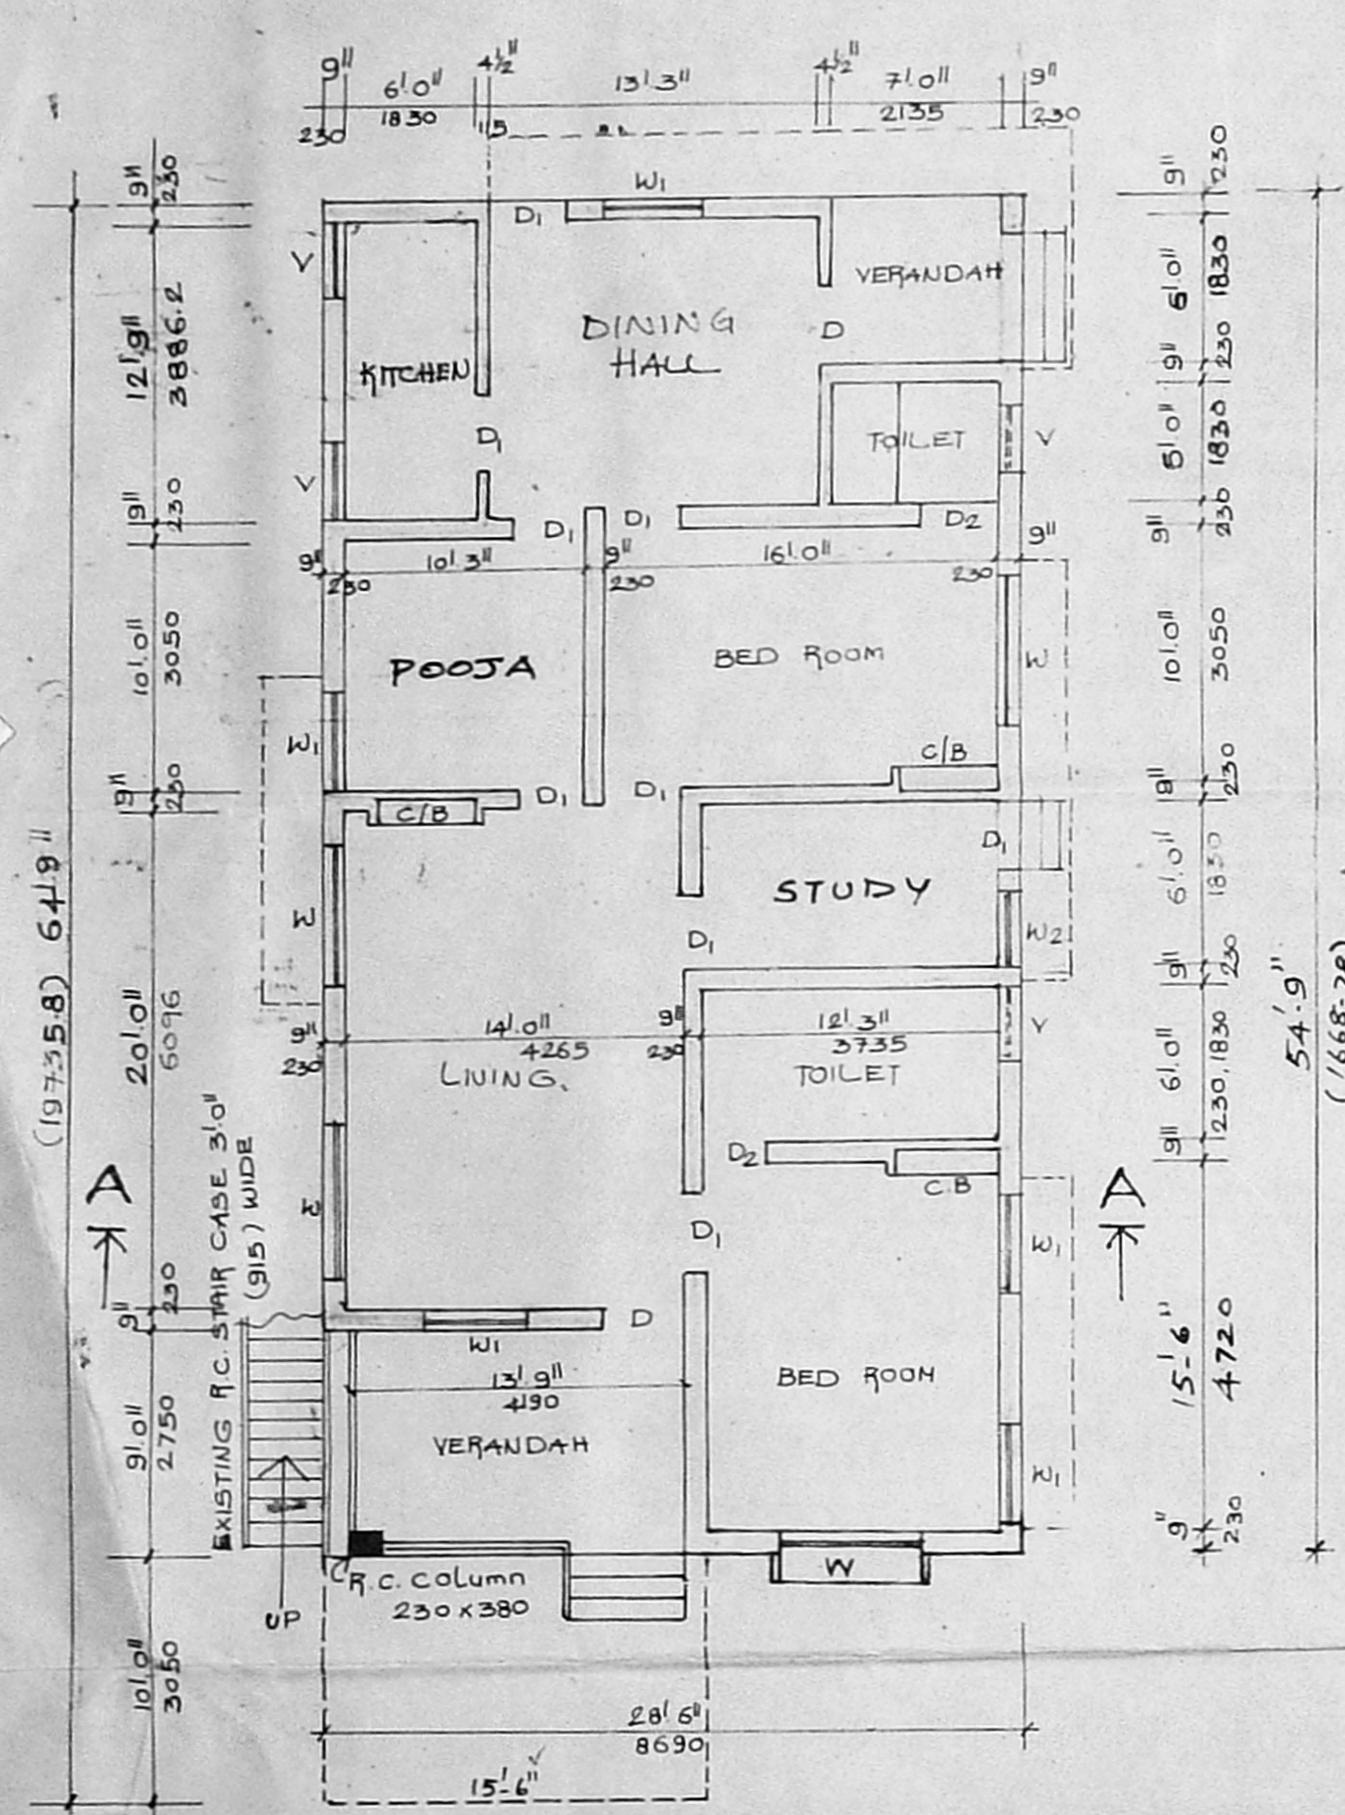 9" 6'.0" 4½" 13'.3" 4½" 7'.0" 9"
230 1830 115 2135 230
9" 230
12'.9" 3886.2
9" 230
10'.0" 3050
9" 230
20'.0" 6096
9" 230
9'.0" 2750
10'.0" 3050
(19735.8) 64'.9"
W1
D1
V
KITCHEN
DINING
HALL
VERANDAH
D
D1
V
TOILET
V
D1
D1
D2
9" 10'.3" 9" 16'.0" 9"
230 230 230
POOJA
BED ROOM
W
W1
C/B
C/B
D1
D1
D1
W
STUDY
W2
D1
9" 14'.0" 9" 12'.3"
230 4265 230 3735
LIVING.
TOILET
V
D2
C.B
W
D1
W1
D
W1
13'.9"
4190
VERANDAH
BED ROOM
W1
A
A
EXISTING R.C. STAIR CASE 3'.0"
(915) WIDE
UP
R.C. Column
230 x 380
W
28'.6"
8690
15'-6"
9" 230
1830
9" 230
1830
9" 230
10'.0" 3050
9" 230
6'.0" 1830
9" 230
6'.0" 1830
9" 230
15'-6" 4720
9" 230
54'-9"